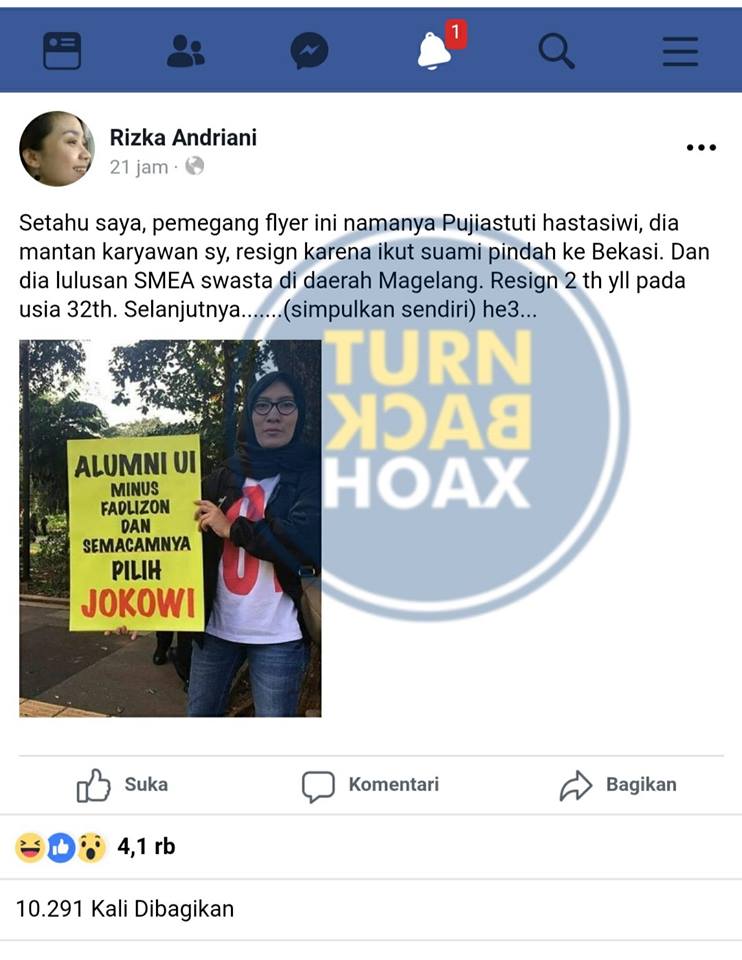 1
Rizka Andriani
21 jam ·
Setahu saya, pemegang flyer ini namanya Pujiastuti hastasiwi, dia
mantan karyawan sy, resign karena ikut suami pindah ke Bekasi. Dan
dia lulusan SMEA swasta di daerah Magelang. Resign 2 th yll pada
usia 32th. Selanjutnya.......(simpulkan sendiri) he3...
TURN
BACK
HOAX
ALUMNI UI
MINUS
FADLIZON
DAN
SEMACAMNYA
PILIH
JOKOWI
Suka
Komentari
Bagikan
4,1 rb
10.291 Kali Dibagikan